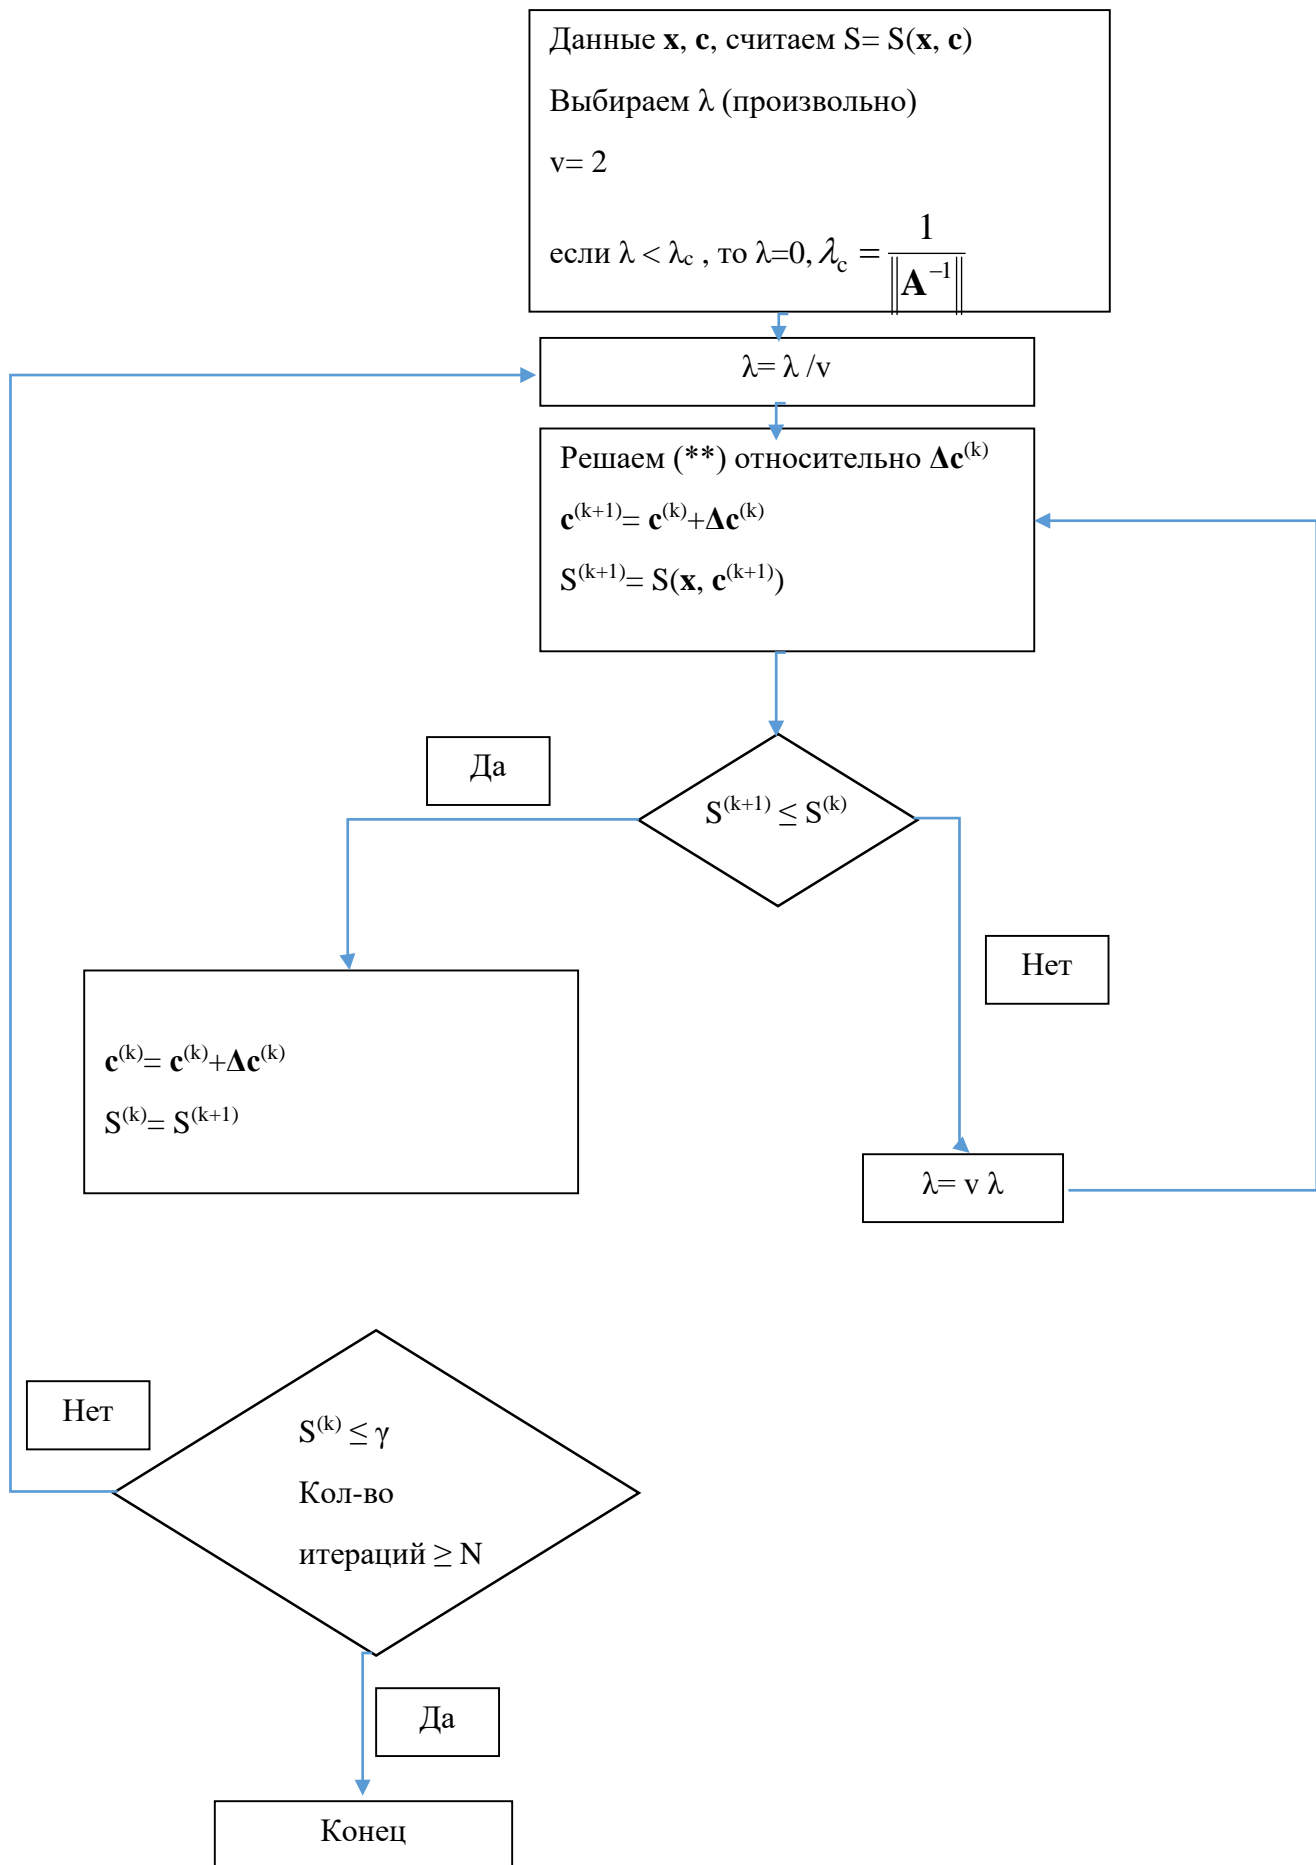 Данные x, c, считаем S= S(x, c)
Выбираем λ (произвольно)
v= 2
если λ < λc , то λ=0, λc = 1/‖A⁻¹‖
λ= λ /v
Решаем (**) относительно Δc⁽ᵏ⁾
c⁽ᵏ⁺¹⁾= c⁽ᵏ⁾+Δc⁽ᵏ⁾
S⁽ᵏ⁺¹⁾= S(x, c⁽ᵏ⁺¹⁾)
Да
S⁽ᵏ⁺¹⁾ ≤ S⁽ᵏ⁾
Нет
c⁽ᵏ⁾= c⁽ᵏ⁾+Δc⁽ᵏ⁾
S⁽ᵏ⁾= S⁽ᵏ⁺¹⁾
λ= v λ
Нет
S⁽ᵏ⁾ ≤ γ
Кол-во
итераций ≥ N
Да
Конец